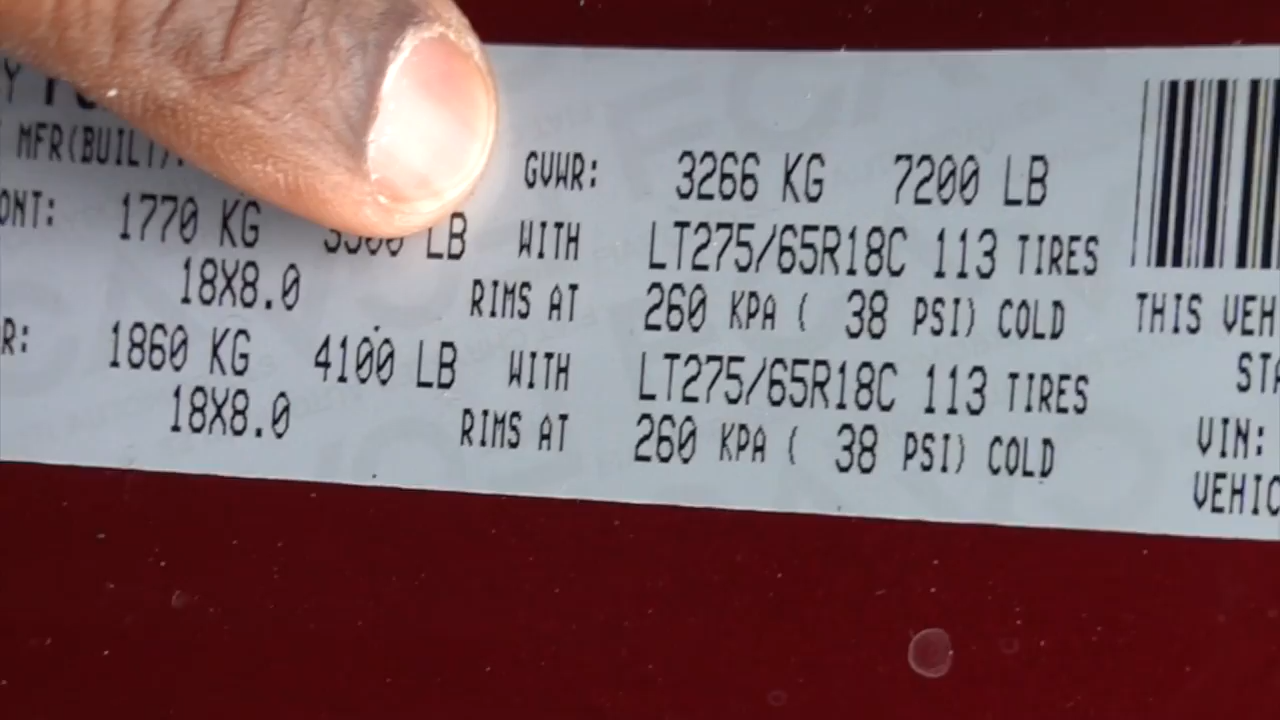 MFR(BUILT): GVWR: 3266 KG 7200 LB
ONT: 1770 KG LB WITH LT275/65R18C 113 TIRES
18X8.0 RIMS AT 260 KPA ( 38 PSI) COLD
R: 1860 KG 4100 LB WITH LT275/65R18C 113 TIRES
18X8.0 RIMS AT 260 KPA ( 38 PSI) COLD
THIS VEH
STA
VIN:
VEHIC